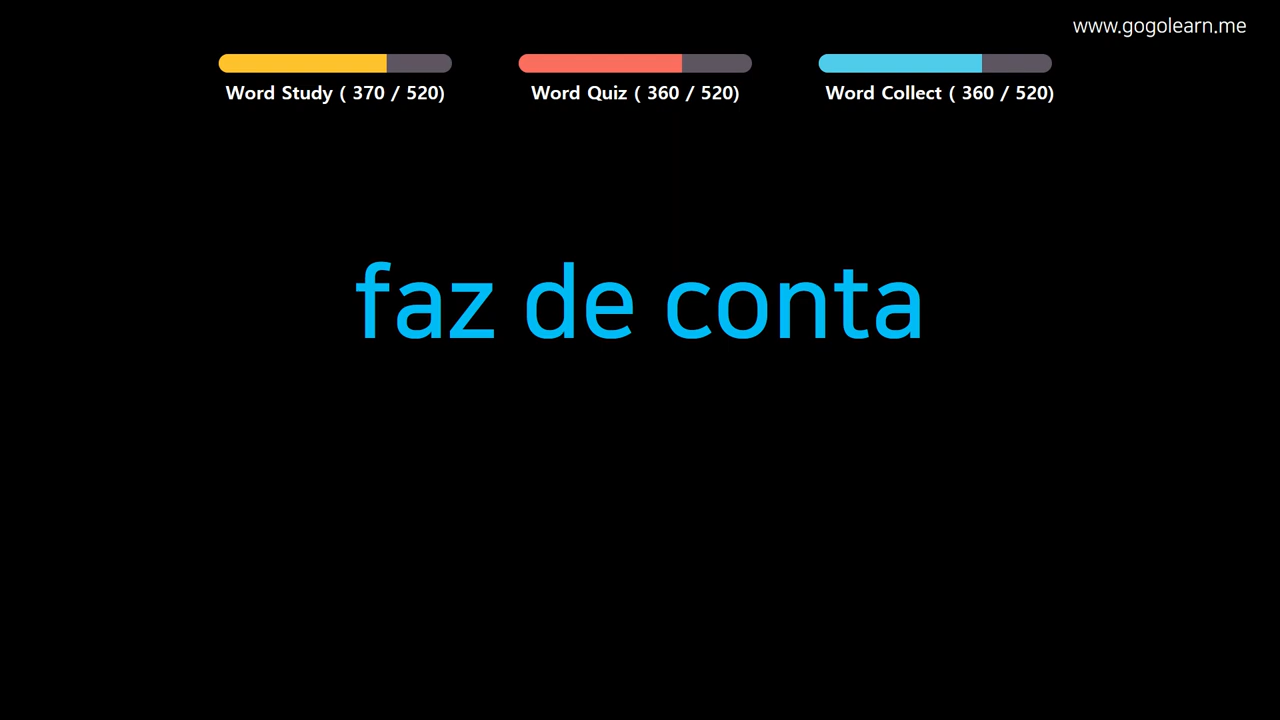 www.gogolearn.me
Word Study ( 370 / 520)
Word Quiz ( 360 / 520)
Word Collect ( 360 / 520)
faz de conta